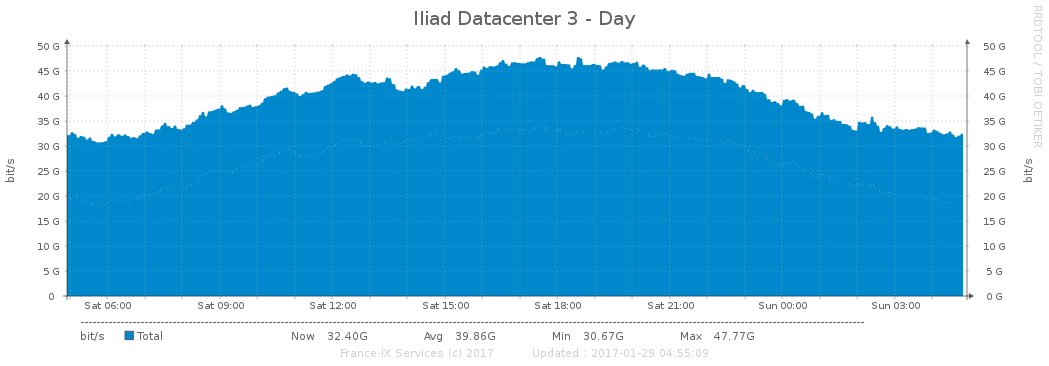 Iliad Datacenter 3 - Day
RRDTOOL / TOBI OETIKER
50 G 50 G
45 G 45 G
40 G 40 G
35 G 35 G
30 G 30 G
25 G 25 G
20 G 20 G
15 G 15 G
10 G 10 G
5 G 5 G
0 0 G
bit/s bit/s
Sat 06:00 Sat 09:00 Sat 12:00 Sat 15:00 Sat 18:00 Sat 21:00 Sun 00:00 Sun 03:00
bit/s Total Now 32.40G Avg 39.86G Min 30.67G Max 47.77G
France-IX Services (c) 2017 Updated : 2017-01-29 04:55:09